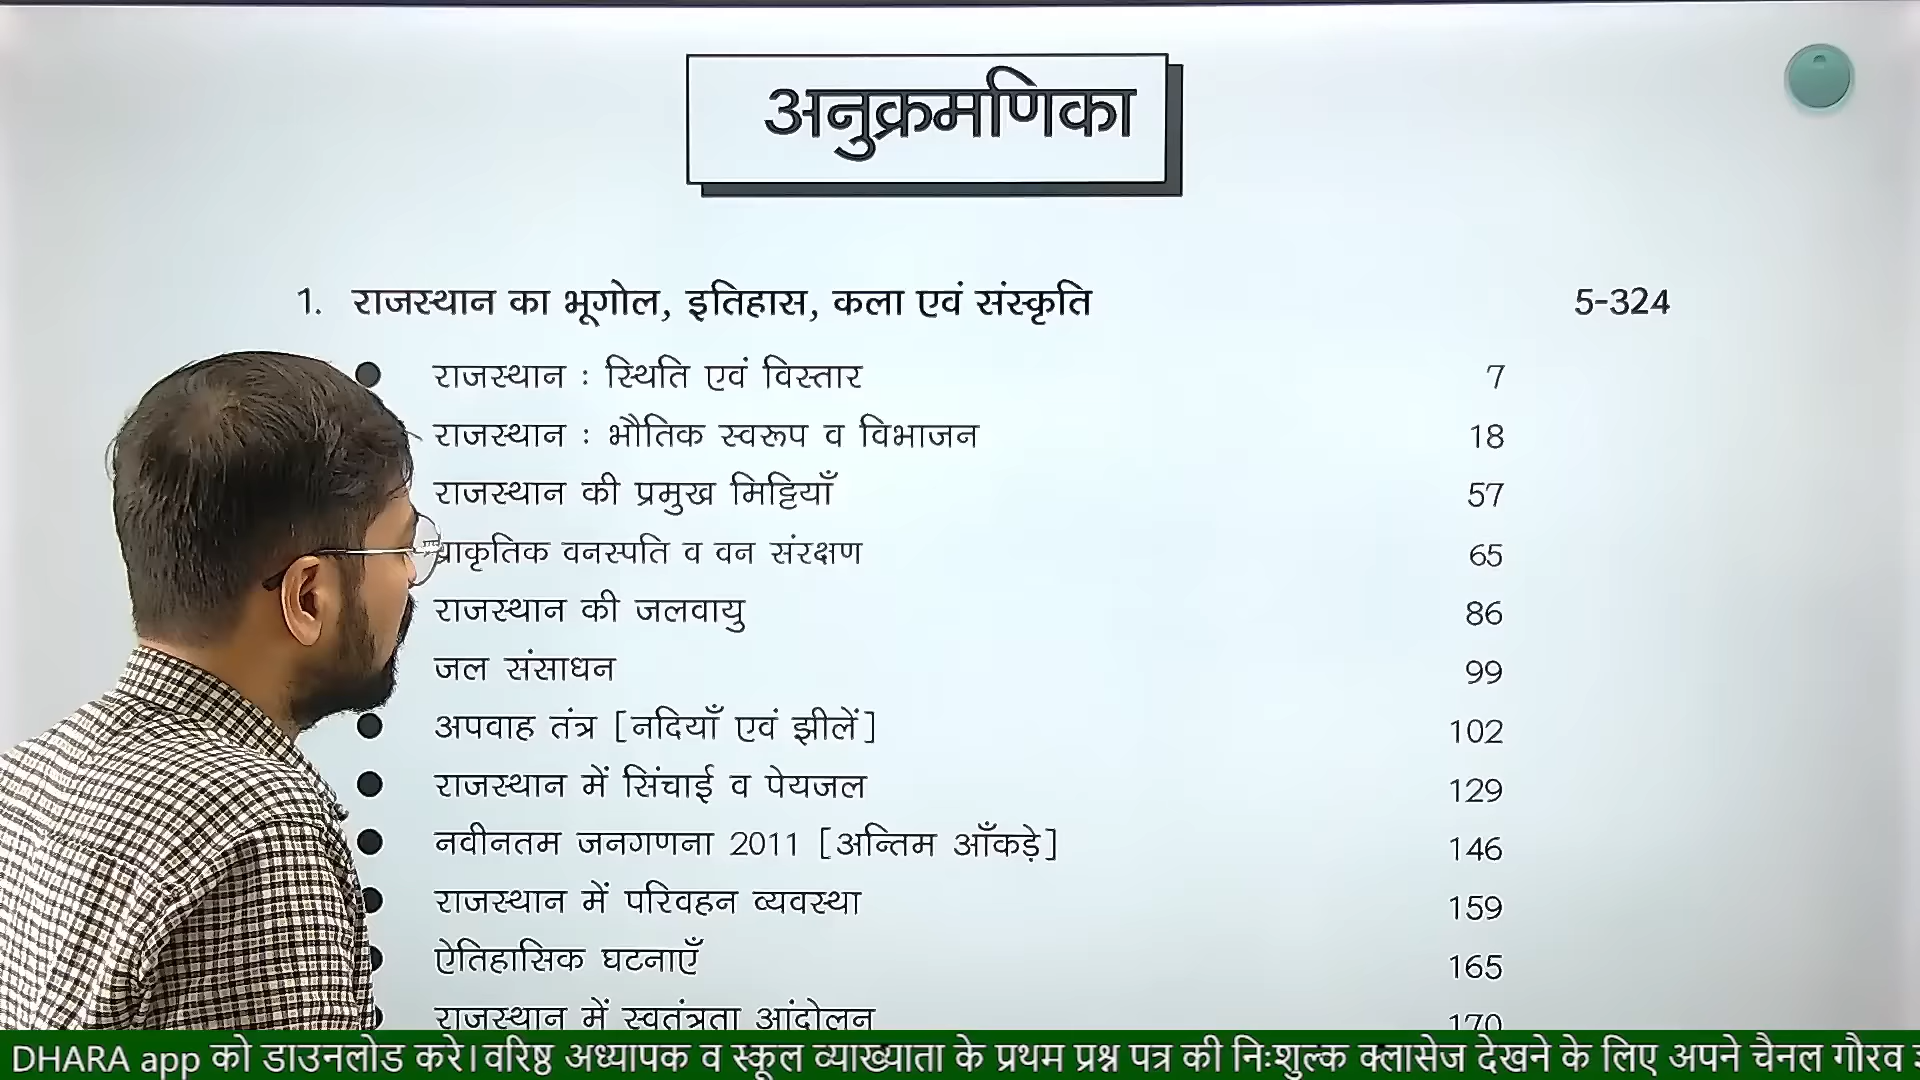 अनुक्रमणिका
1. राजस्थान का भूगोल, इतिहास, कला एवं संस्कृति 5-324
राजस्थान : स्थिति एवं विस्तार 7
राजस्थान : भौतिक स्वरूप व विभाजन 18
राजस्थान की प्रमुख मिट्टियाँ 57
प्राकृतिक वनस्पति व वन संरक्षण 65
राजस्थान की जलवायु 86
जल संसाधन 99
अपवाह तंत्र [नदियाँ एवं झीलें] 102
राजस्थान में सिंचाई व पेयजल 129
नवीनतम जनगणना 2011 [अन्तिम आँकड़े] 146
राजस्थान में परिवहन व्यवस्था 159
ऐतिहासिक घटनाएँ 165
राजस्थान में स्वतंत्रता आंदोलन 170
DHARA app को डाउनलोड करे।वरिष्ठ अध्यापक व स्कूल व्याख्याता के प्रथम प्रश्न पत्र की निःशुल्क क्लासेज देखने के लिए अपने चैनल गौरव